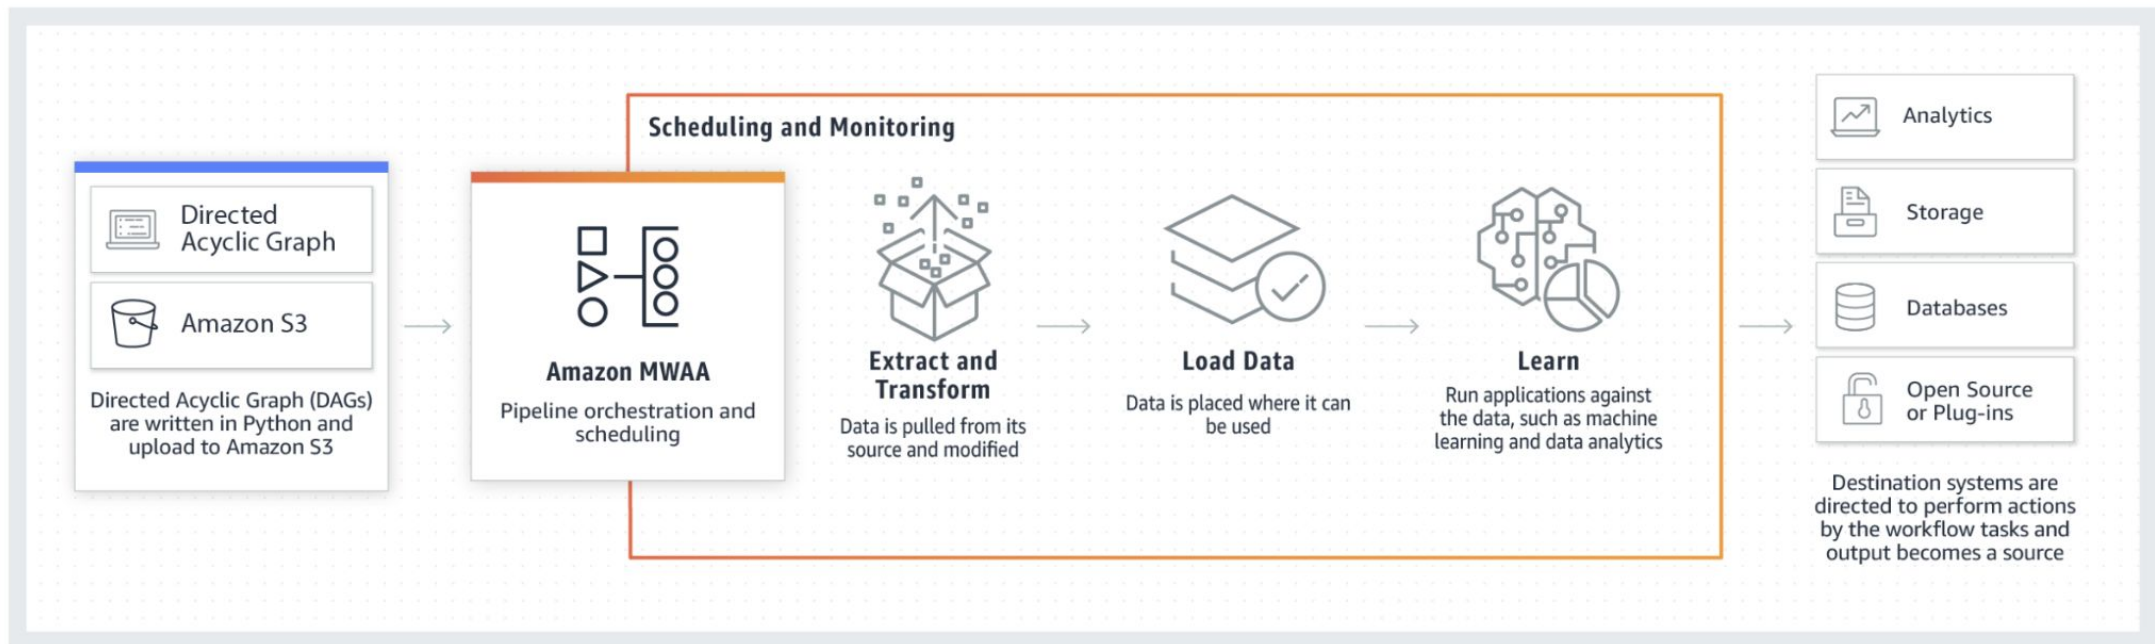 Directed
Acyclic Graph
Amazon S3
Directed Acyclic Graph (DAGs)
are written in Python and
upload to Amazon S3
Scheduling and Monitoring
Amazon MWAA
Pipeline orchestration and
scheduling
Extract and
Transform
Data is pulled from its
source and modified
Load Data
Data is placed where it can
be used
Learn
Run applications against
the data, such as machine
learning and data analytics
Analytics
Storage
Databases
Open Source
or Plug-ins
Destination systems are
directed to perform actions
by the workflow tasks and
output becomes a source